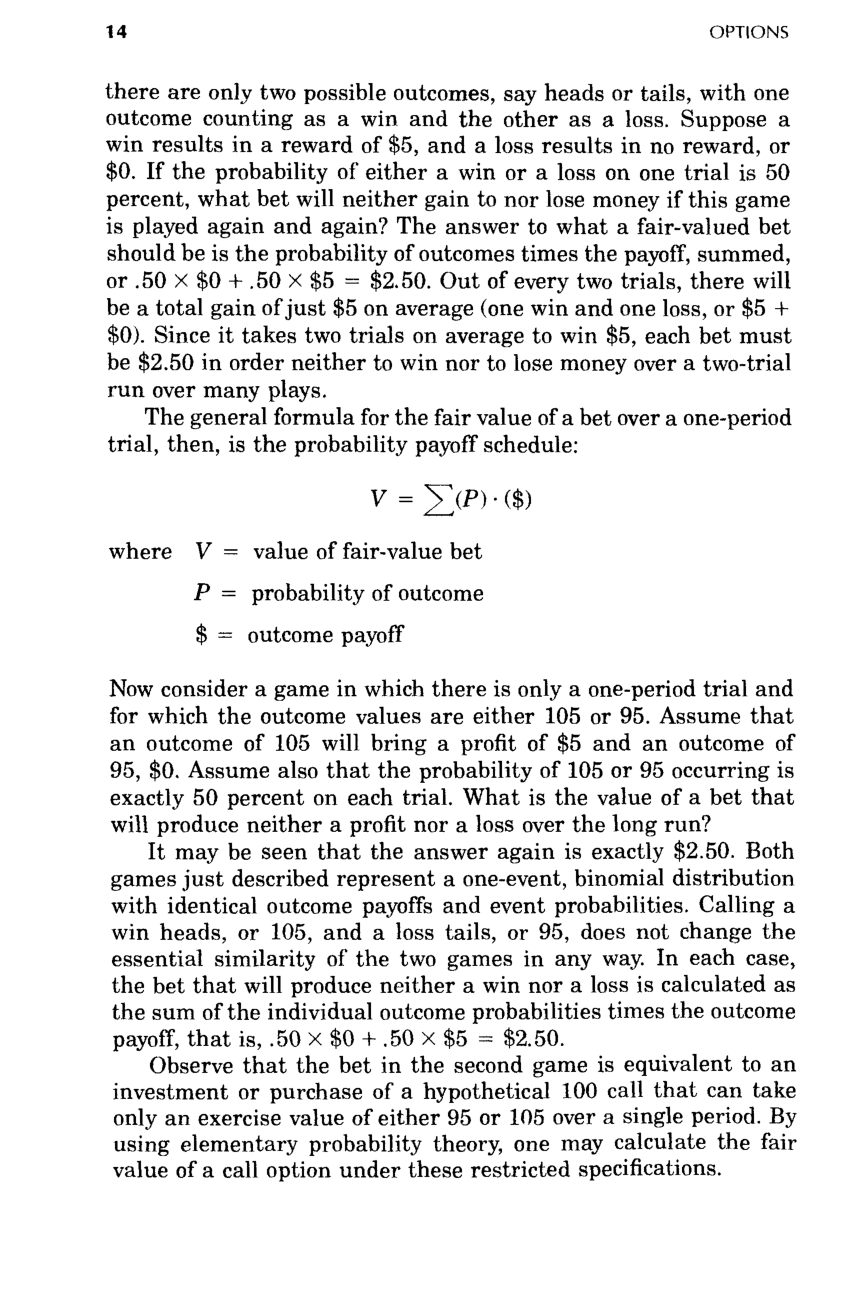 14 OPTIONS
there are only two possible outcomes, say heads or tails, with one
outcome counting as a win and the other as a loss. Suppose a
win results in a reward of $5, and a loss results in no reward, or
$0. If the probability of either a win or a loss on one trial is 50
percent, what bet will neither gain to nor lose money if this game
is played again and again? The answer to what a fair-valued bet
should be is the probability of outcomes times the payoff, summed,
or .50 × $0 + .50 × $5 = $2.50. Out of every two trials, there will
be a total gain of just $5 on average (one win and one loss, or $5 +
$0). Since it takes two trials on average to win $5, each bet must
be $2.50 in order neither to win nor to lose money over a two-trial
run over many plays.
The general formula for the fair value of a bet over a one-period
trial, then, is the probability payoff schedule:
V = ∑(P) · ($)
where V = value of fair-value bet
P = probability of outcome
$ = outcome payoff
Now consider a game in which there is only a one-period trial and
for which the outcome values are either 105 or 95. Assume that
an outcome of 105 will bring a profit of $5 and an outcome of
95, $0. Assume also that the probability of 105 or 95 occurring is
exactly 50 percent on each trial. What is the value of a bet that
will produce neither a profit nor a loss over the long run?
It may be seen that the answer again is exactly $2.50. Both
games just described represent a one-event, binomial distribution
with identical outcome payoffs and event probabilities. Calling a
win heads, or 105, and a loss tails, or 95, does not change the
essential similarity of the two games in any way. In each case,
the bet that will produce neither a win nor a loss is calculated as
the sum of the individual outcome probabilities times the outcome
payoff, that is, .50 × $0 + .50 × $5 = $2.50.
Observe that the bet in the second game is equivalent to an
investment or purchase of a hypothetical 100 call that can take
only an exercise value of either 95 or 105 over a single period. By
using elementary probability theory, one may calculate the fair
value of a call option under these restricted specifications.